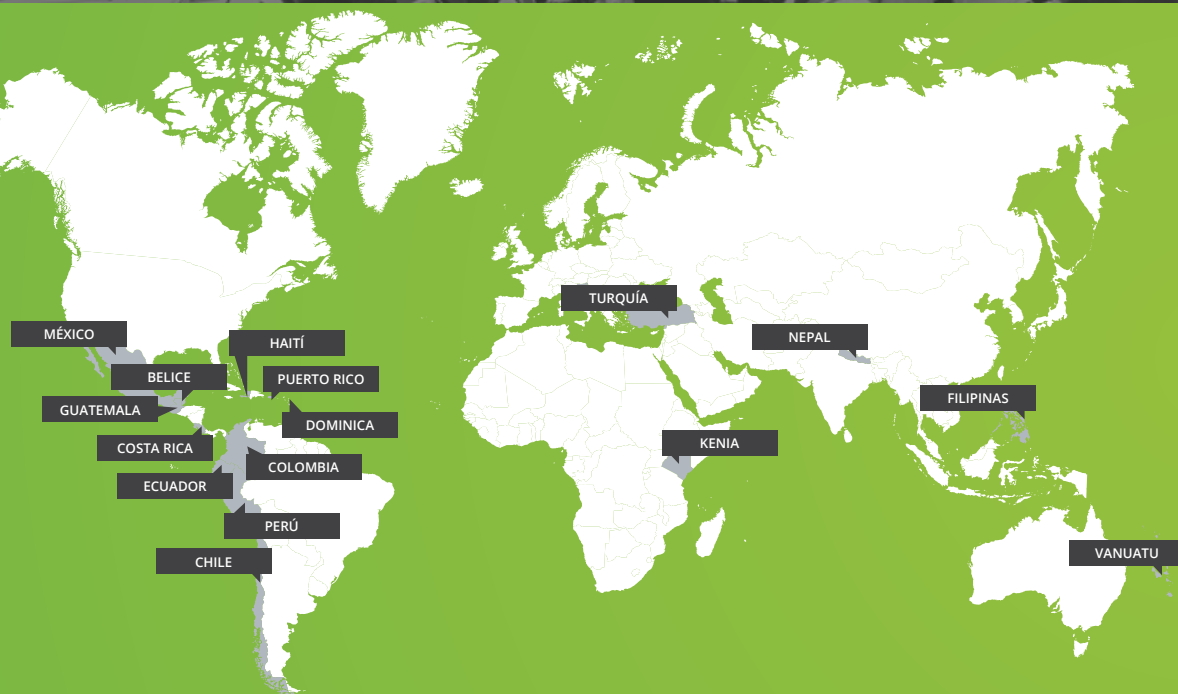 TURQUÍA
MÉXICO
NEPAL
HAITÍ
BELICE
PUERTO RICO
FILIPINAS
GUATEMALA
DOMINICA
KENIA
COSTA RICA
COLOMBIA
ECUADOR
PERÚ
VANUATU
CHILE